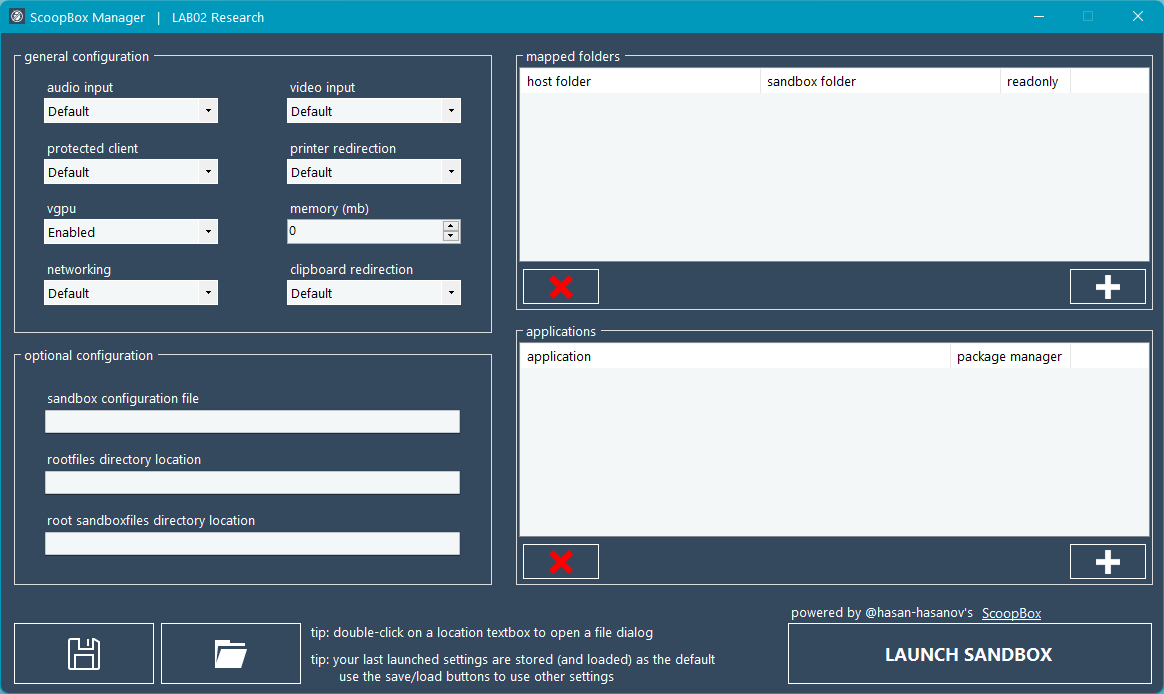 ScoopBox Manager | LAB02 Research
general configuration
audio input
video input
Default
Default
protected client
printer redirection
Default
Default
vgpu
memory (mb)
Enabled
0
networking
clipboard redirection
Default
Default
optional configuration
sandbox configuration file
rootfiles directory location
root sandboxfiles directory location
mapped folders
host folder
sandbox folder
readonly
applications
application
package manager
tip: double-click on a location textbox to open a file dialog
tip: your last launched settings are stored (and loaded) as the default
use the save/load buttons to use other settings
powered by @hasan-hasanov's ScoopBox
LAUNCH SANDBOX